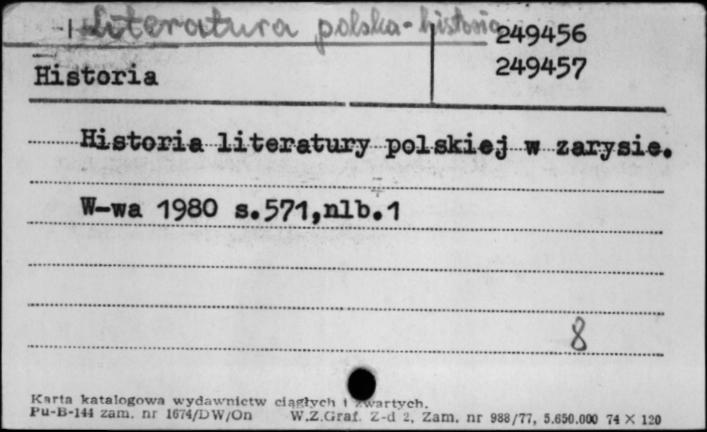 Literatura polska - historia
249456
Historia
249457
Historia literatury polskiej w zarysie.
W-wa 1980 s.571,nlb.1
8
Karta katalogowa wydawnictw ciągłych i zwartych.
Pu-B-144 zam. nr 1674/DW/On W.Z.Graf. Z-d 2, Zam. nr 988/77, 5.650.000 74 X 120